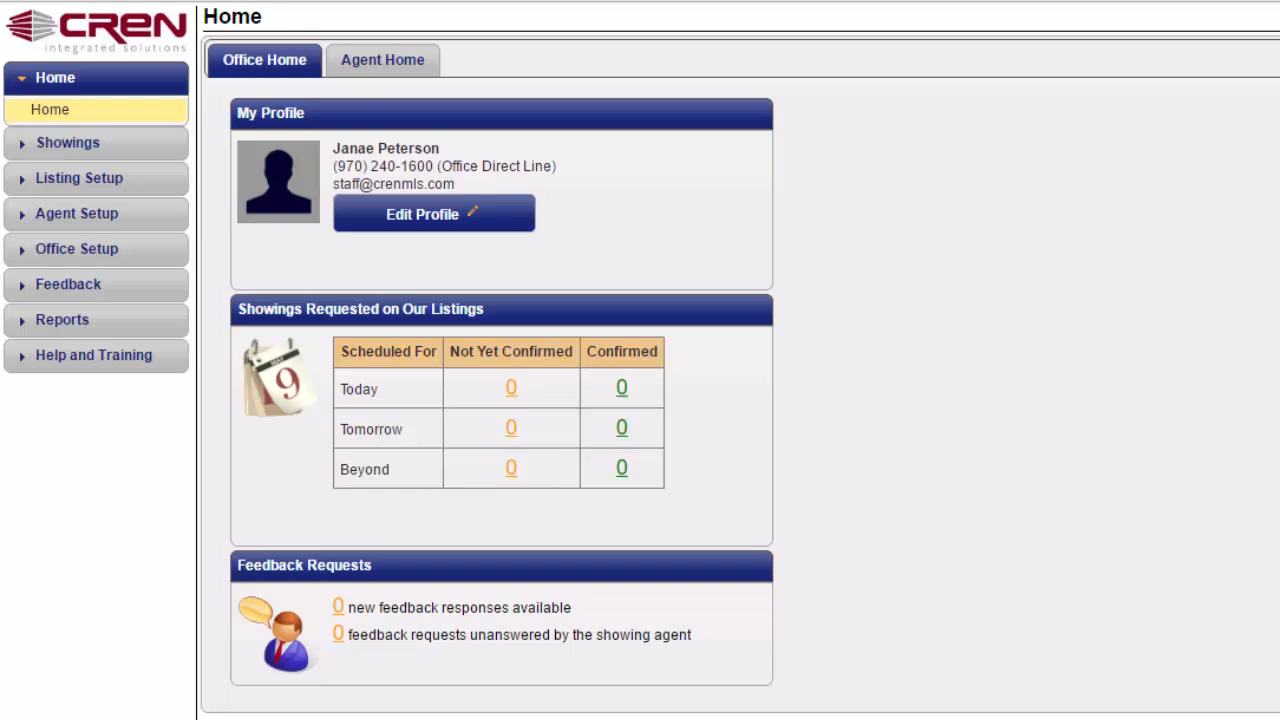 CREN
integrated solutions
Home
Home
Showings
Listing Setup
Agent Setup
Office Setup
Feedback
Reports
Help and Training
Home
Office Home
Agent Home
My Profile
Janae Peterson
(970) 240-1600 (Office Direct Line)
staff@crenmls.com
Edit Profile
Showings Requested on Our Listings
MAY
9
Scheduled For Not Yet Confirmed Confirmed
Today 0 0
Tomorrow 0 0
Beyond 0 0
Feedback Requests
0 new feedback responses available
0 feedback requests unanswered by the showing agent